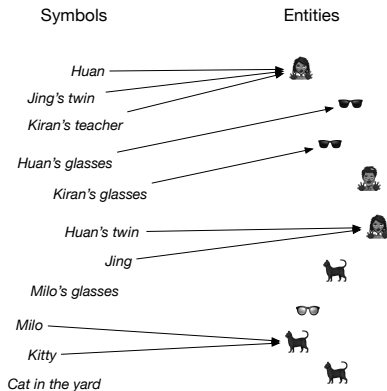 Symbols Entities
Huan
Jing's twin
Kiran's teacher
Huan's glasses
Kiran's glasses
Huan's twin
Jing
Milo's glasses
Milo
Kitty
Cat in the yard